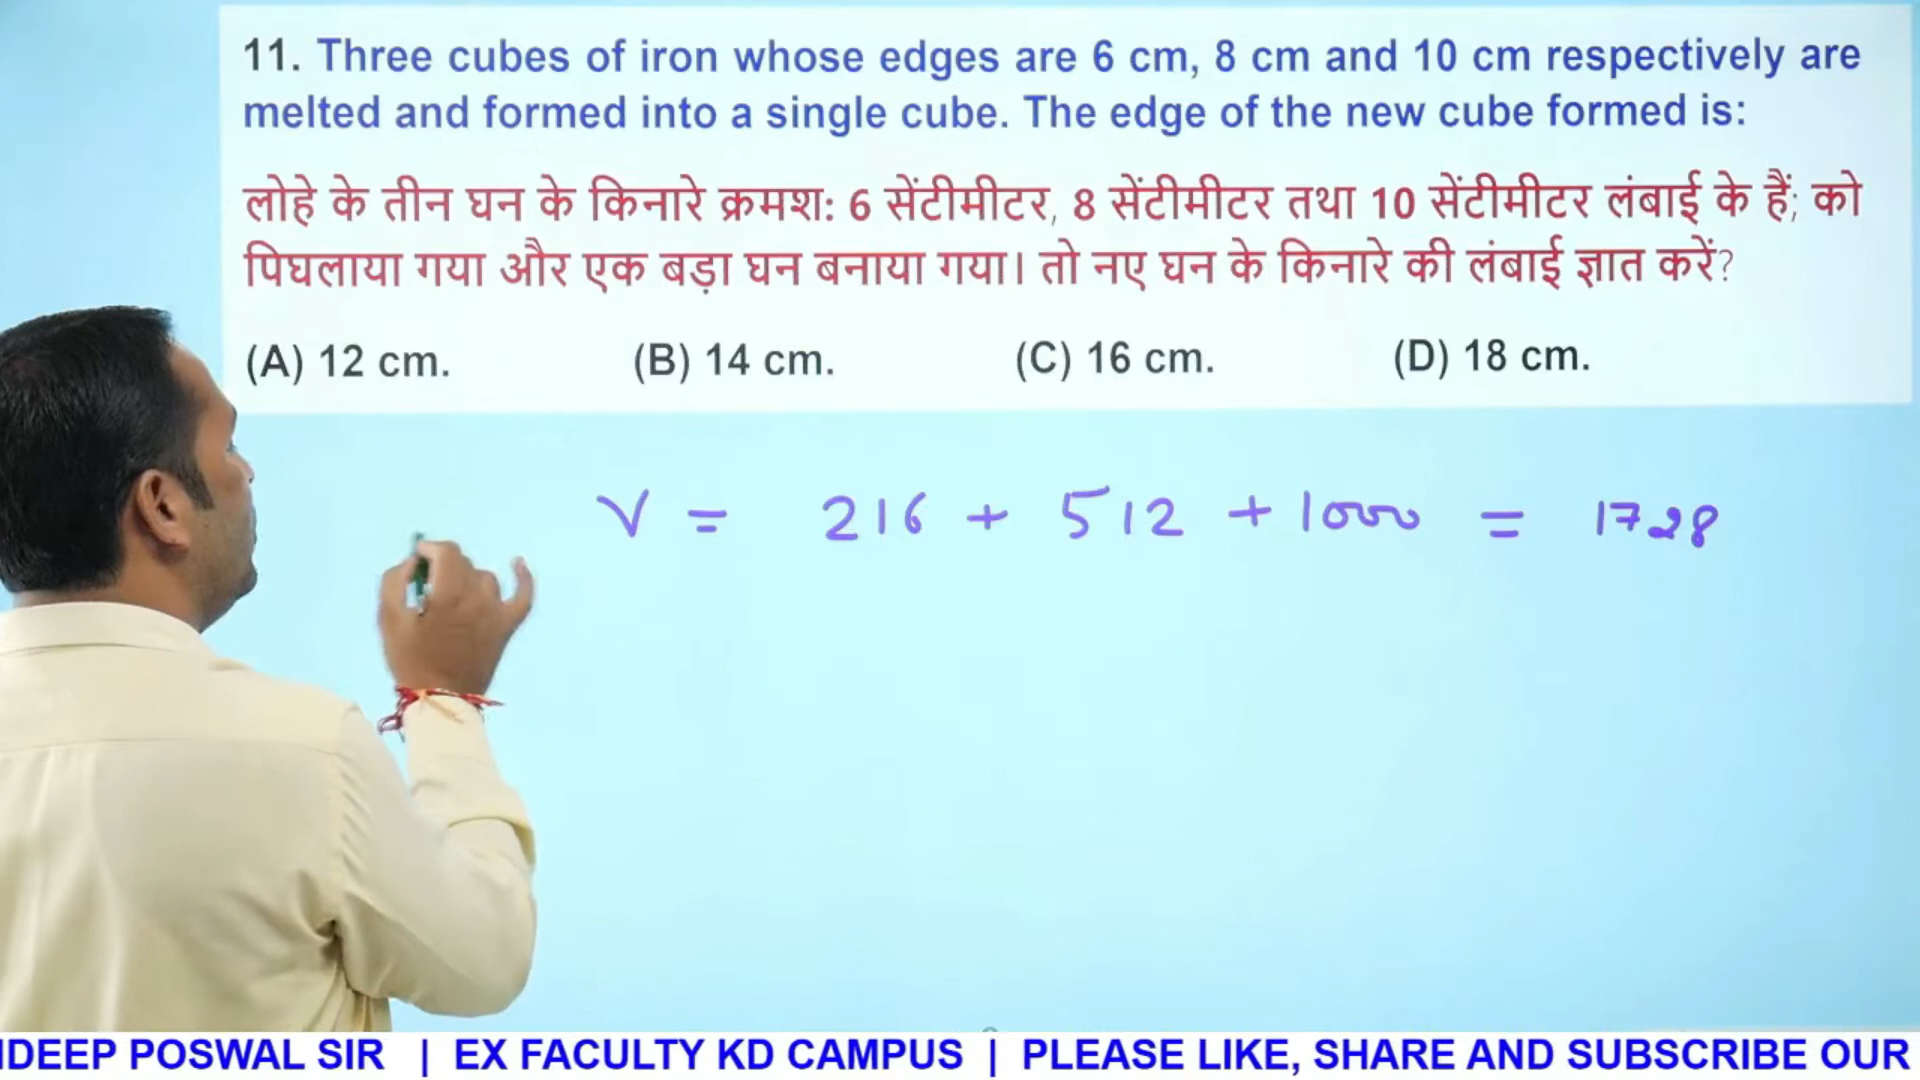 11. Three cubes of iron whose edges are 6 cm, 8 cm and 10 cm respectively are
melted and formed into a single cube. The edge of the new cube formed is:
लोहे के तीन घन के किनारे क्रमश: 6 सेंटीमीटर, 8 सेंटीमीटर तथा 10 सेंटीमीटर लंबाई के हैं; को
पिघलाया गया और एक बड़ा घन बनाया गया। तो नए घन के किनारे की लंबाई ज्ञात करें?
(A) 12 cm. (B) 14 cm. (C) 16 cm. (D) 18 cm.
V = 216 + 512 + 1000 = 1728
IDEEP POSWAL SIR | EX FACULTY KD CAMPUS | PLEASE LIKE, SHARE AND SUBSCRIBE OUR